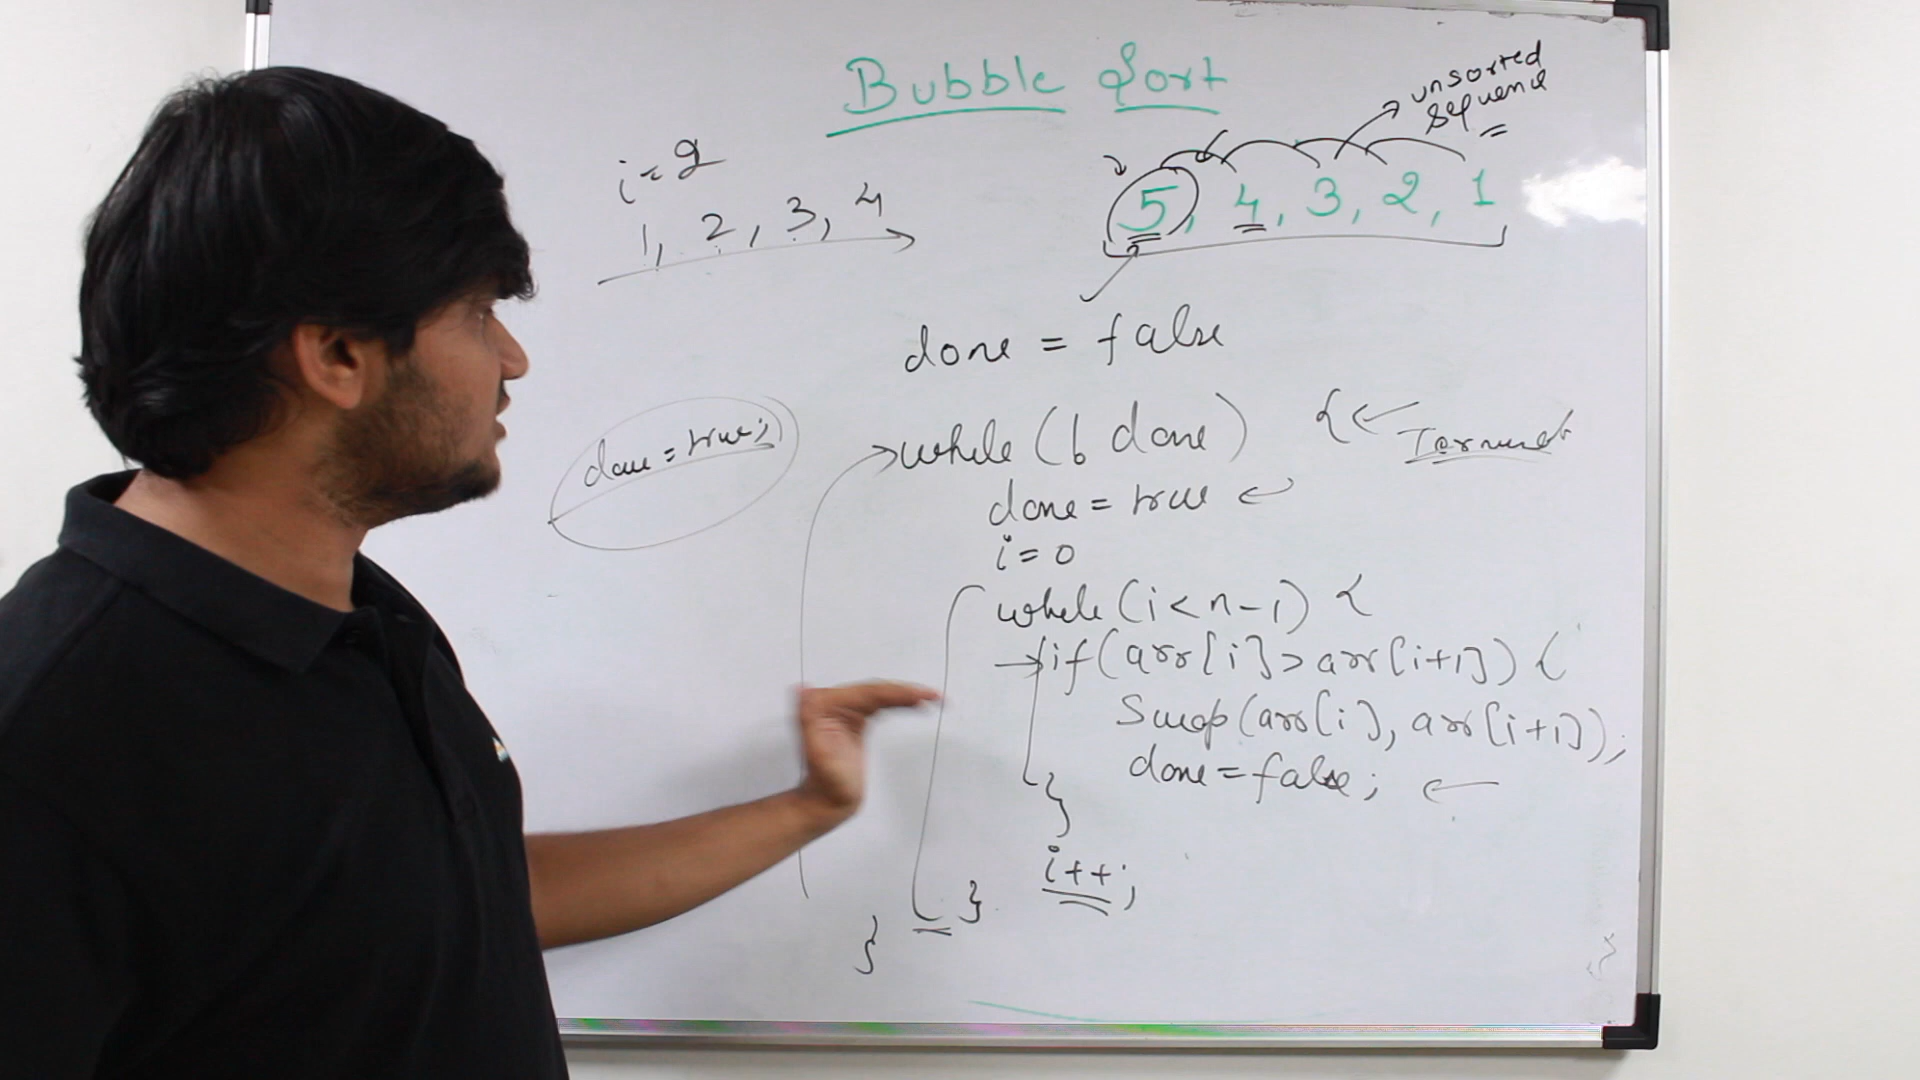 Bubble Sort
unsorted
sequence
i = 2
1, 2, 3, 4
5, 4, 3, 2, 1
done = false
while (! done) {
done = true;
done = true
i = 0
while (i < n-1) {
if (arr[i] > arr[i+1]) {
Swap (arr[i], arr[i+1]);
done = false;
}
i++;
}
}